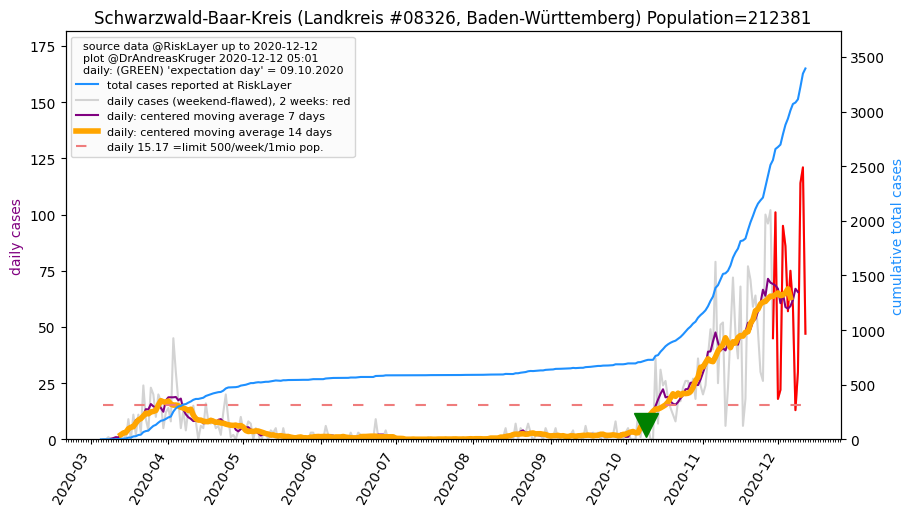 Schwarzwald-Baar-Kreis (Landkreis #08326, Baden-Württemberg) Population=212381
source data @RiskLayer up to 2020-12-12
plot @DrAndreasKruger 2020-12-12 05:01
daily: (GREEN) 'expectation day' = 09.10.2020
total cases reported at RiskLayer
daily cases (weekend-flawed), 2 weeks: red
daily: centered moving average 7 days
daily: centered moving average 14 days
daily 15.17 =limit 500/week/1mio pop.
daily cases
175
150
125
100
75
50
25
0
3500
3000
2500
2000
1500
1000
500
0
cumulative total cases
2020-03
2020-04
2020-05
2020-06
2020-07
2020-08
2020-09
2020-10
2020-11
2020-12